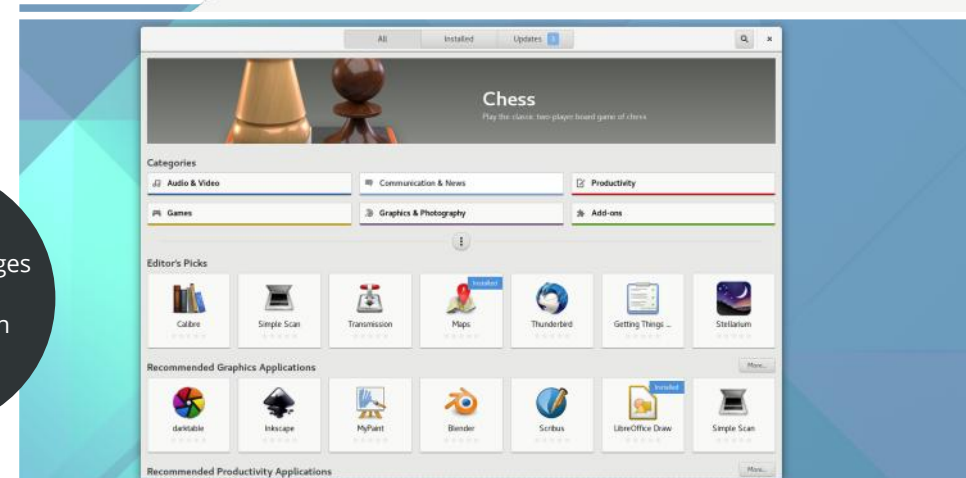 All Installed Updates
Chess
Play the classic two-player board game of chess
Categories
Audio & Video Communication & News Productivity
Games Graphics & Photography Add-ons
ges
n
Editor's Picks
Installed
Calibre Simple Scan Transmission Maps Thunderbird Getting Things ... Stellarium
Recommended Graphics Applications More...
Installed
darktable Inkscape MyPaint Blender Scribus LibreOffice Draw Simple Scan
Recommended Productivity Applications More...